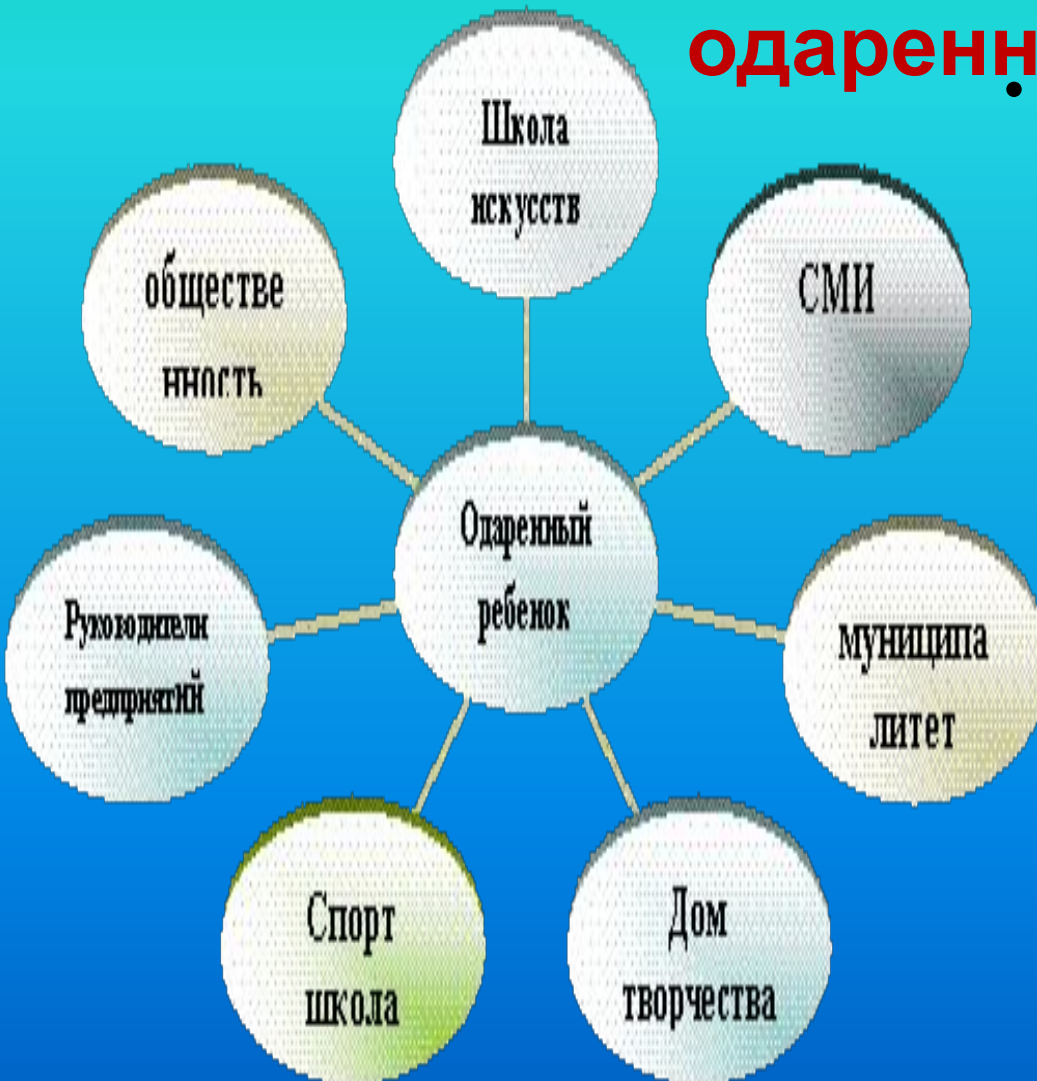 одаренн
.
Школа
искусств
обществе
нность
СМИ
Одаренный
ребенок
Руководители
предприятий
муниципа
литет
Спорт
школа
Дом
творчества